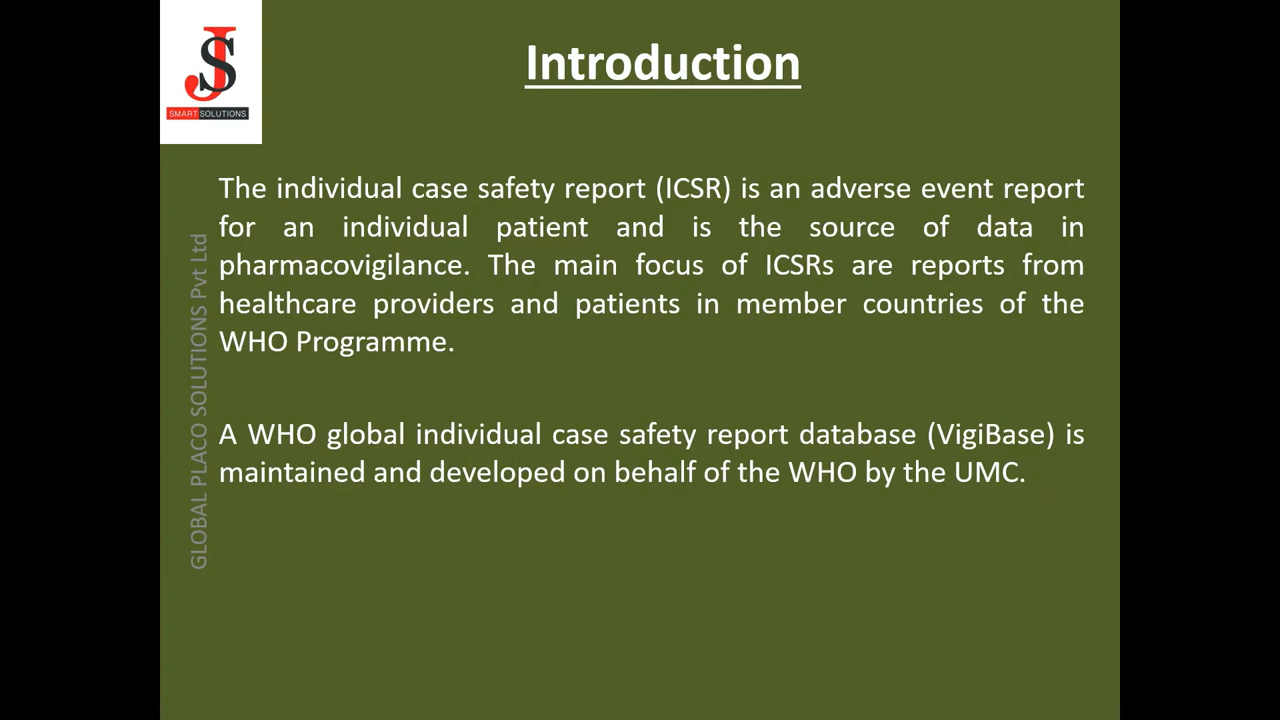 JS
SMART SOLUTIONS
Introduction
The individual case safety report (ICSR) is an adverse event report
for an individual patient and is the source of data in
pharmacovigilance. The main focus of ICSRs are reports from
healthcare providers and patients in member countries of the
WHO Programme.
A WHO global individual case safety report database (VigiBase) is
maintained and developed on behalf of the WHO by the UMC.
GLOBAL PLACO SOLUTIONS Pvt Ltd